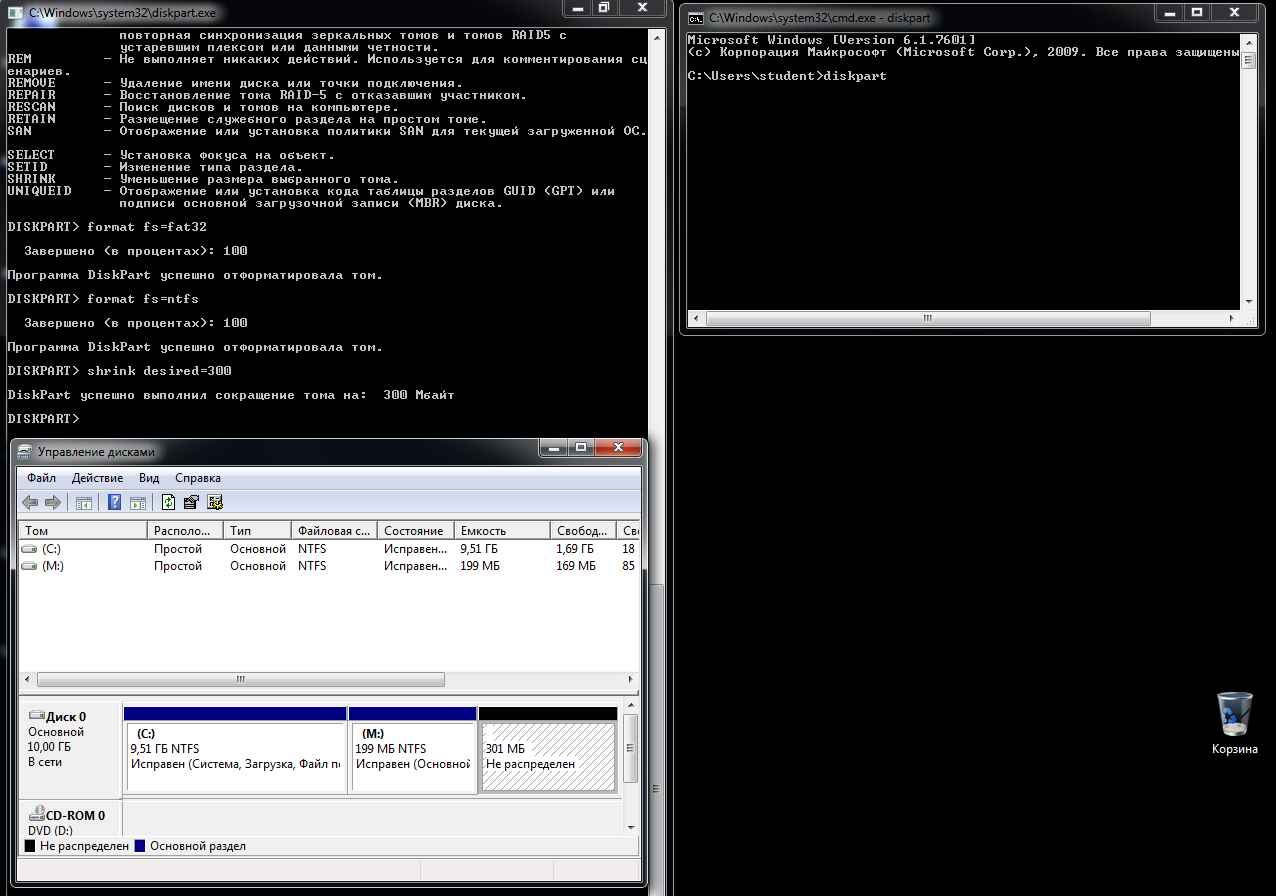 C:\Windows\system32\diskpart.exe
повторная синхронизация зеркальных томов и томов RAID5 с
устаревшим плексом или данными четности.
REM - Не выполняет никаких действий. Используется для комментирования сц
енариев.
REMOVE - Удаление имени диска или точки подключения.
REPAIR - Восстановление тома RAID-5 с отказавшим участником.
RESCAN - Поиск дисков и томов на компьютере.
RETAIN - Размещение служебного раздела на простом томе.
SAN - Отображение или установка политики SAN для текущей загруженной ОС.
SELECT - Установка фокуса на объект.
SETID - Изменение типа раздела.
SHRINK - Уменьшение размера выбранного тома.
UNIQUEID - Отображение или установка кода таблицы разделов GUID (GPT) или
подписи основной загрузочной записи (MBR) диска.
DISKPART> format fs=fat32
Завершено (в процентах): 100
Программа DiskPart успешно отформатировала том.
DISKPART> format fs=ntfs
Завершено (в процентах): 100
Программа DiskPart успешно отформатировала том.
DISKPART> shrink desired=300
DiskPart успешно выполнил сокращение тома на: 300 Мбайт
DISKPART>
C:\Windows\system32\cmd.exe - diskpart
Microsoft Windows [Version 6.1.7601]
(c) Корпорация Майкрософт (Microsoft Corp.), 2009. Все права защищены
C:\Users\student>diskpart
Управление дисками
Файл Действие Вид Справка
Том Располо... Тип Файловая с... Состояние Емкость Свобод... Св
(C:) Простой Основной NTFS Исправен... 9,51 ГБ 1,69 ГБ 18
(M:) Простой Основной NTFS Исправен... 199 МБ 169 МБ 85
Диск 0
Основной
10,00 ГБ
В сети
(C:)
9,51 ГБ NTFS
Исправен (Система, Загрузка, Файл п
(M:)
199 МБ NTFS
Исправен (Основной
301 МБ
Не распределен
CD-ROM 0
DVD (D:)
Не распределен Основной раздел
Корзина